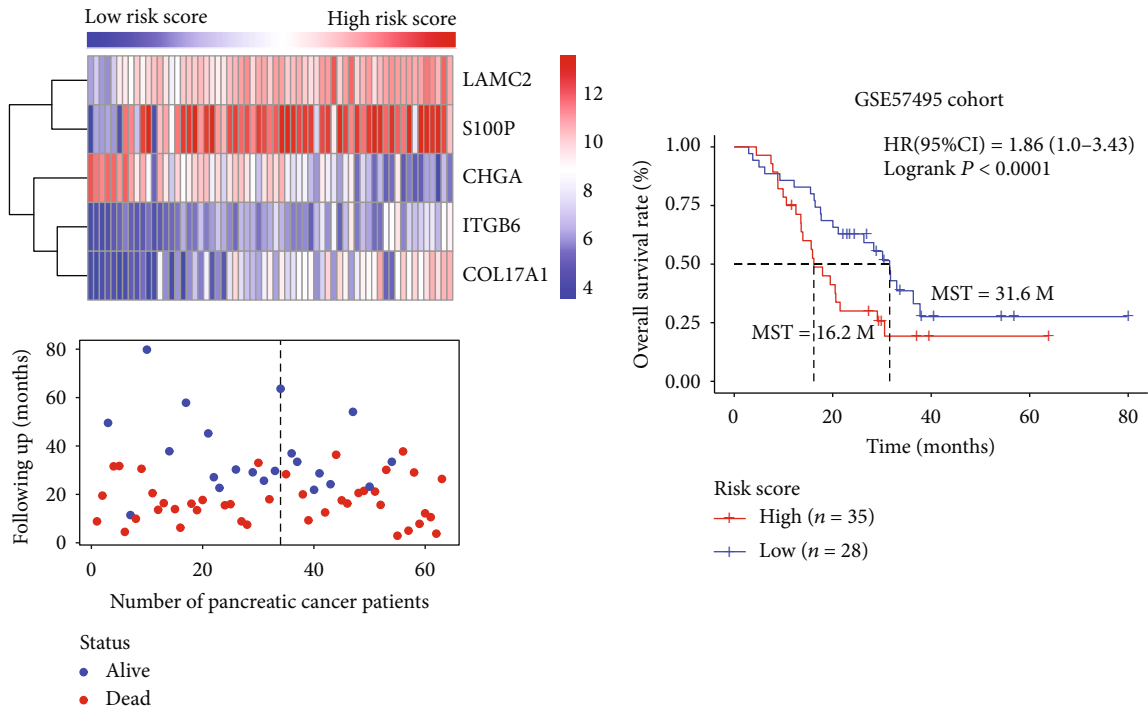 Low risk score High risk score
LAMC2
S100P
CHGA
ITGB6
COL17A1
12
10
8
6
4
Following up (months)
80
60
40
20
0
0 20 40 60
Number of pancreatic cancer patients
Status
Alive
Dead
GSE57495 cohort
HR(95%CI) = 1.86 (1.0–3.43)
Logrank P < 0.0001
Overall survival rate (%)
1.00
0.75
0.50
0.25
0.00
MST = 31.6 M
MST = 16.2 M
0 20 40 60 80
Time (months)
Risk score
High (n = 35)
Low (n = 28)